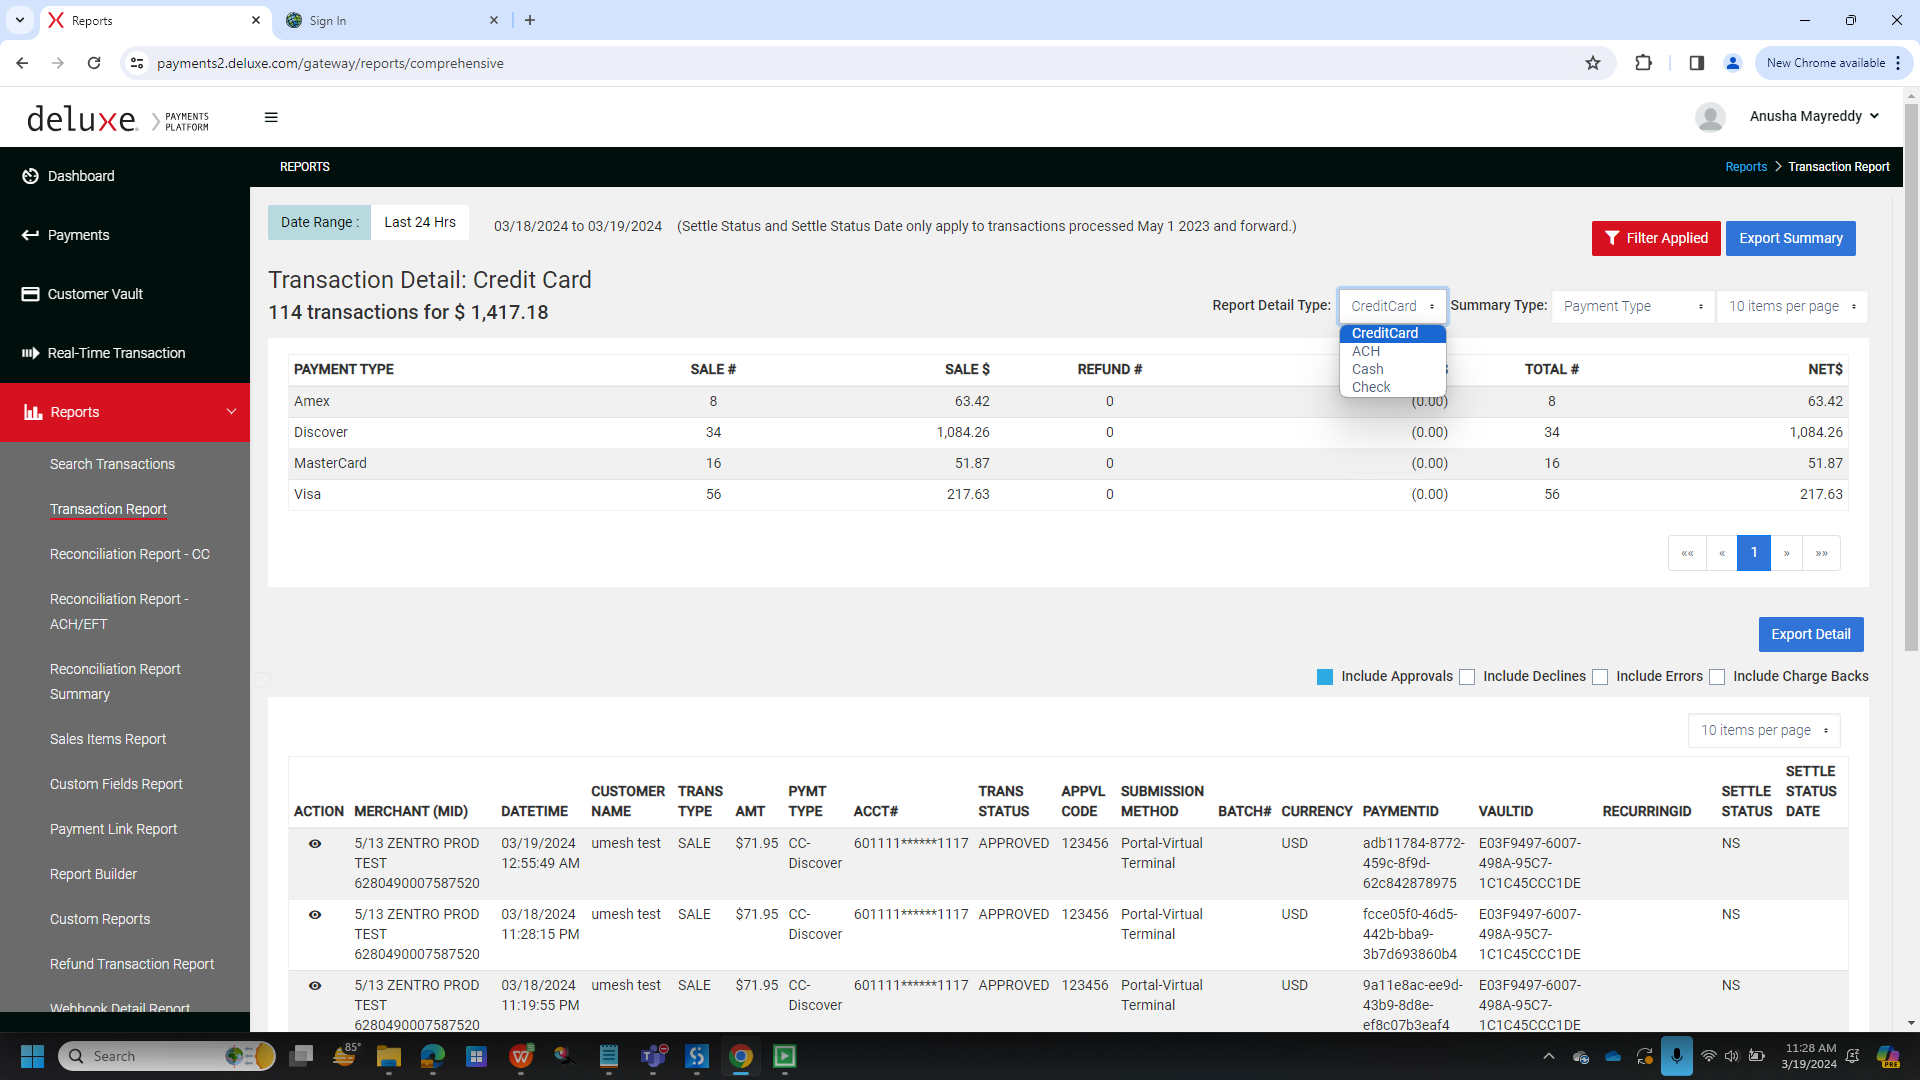 Reports
Sign In
payments2.deluxe.com/gateway/reports/comprehensive
New Chrome available
deluxe. PAYMENTS PLATFORM
Anusha Mayreddy
Dashboard
Payments
Customer Vault
Real-Time Transaction
Reports
Search Transactions
Transaction Report
Reconciliation Report - CC
Reconciliation Report -
ACH/EFT
Reconciliation Report
Summary
Sales Items Report
Custom Fields Report
Payment Link Report
Report Builder
Custom Reports
Refund Transaction Report
Webhook Detail Report
REPORTS
Reports > Transaction Report
Date Range : Last 24 Hrs 03/18/2024 to 03/19/2024 (Settle Status and Settle Status Date only apply to transactions processed May 1 2023 and forward.)
Filter Applied Export Summary
Transaction Detail: Credit Card
114 transactions for $ 1,417.18
Report Detail Type: CreditCard Summary Type: Payment Type 10 items per page
CreditCard
ACH
Cash
Check
PAYMENT TYPE SALE # SALE $ REFUND # TOTAL # NET$
Amex 8 63.42 0 (0.00) 8 63.42
Discover 34 1,084.26 0 (0.00) 34 1,084.26
MasterCard 16 51.87 0 (0.00) 16 51.87
Visa 56 217.63 0 (0.00) 56 217.63
«« « 1 » »»
Export Detail
Include Approvals Include Declines Include Errors Include Charge Backs
10 items per page
ACTION MERCHANT (MID) DATETIME CUSTOMER NAME TRANS TYPE AMT PYMT TYPE ACCT# TRANS STATUS APPVL CODE SUBMISSION METHOD BATCH# CURRENCY PAYMENTID VAULTID RECURRINGID SETTLE STATUS SETTLE STATUS DATE
5/13 ZENTRO PROD 03/19/2024 umesh test SALE $71.95 CC- 601111******1117 APPROVED 123456 Portal-Virtual USD adb11784-8772- E03F9497-6007- NS
TEST 12:55:49 AM Discover Terminal 459c-8f9d- 498A-95C7-
6280490007587520 62c842878975 1C1C45CCC1DE
5/13 ZENTRO PROD 03/18/2024 umesh test SALE $71.95 CC- 601111******1117 APPROVED 123456 Portal-Virtual USD fcce05f0-46d5- E03F9497-6007- NS
TEST 11:28:15 PM Discover Terminal 442b-bba9- 498A-95C7-
6280490007587520 3b7d693860b4 1C1C45CCC1DE
5/13 ZENTRO PROD 03/18/2024 umesh test SALE $71.95 CC- 601111******1117 APPROVED 123456 Portal-Virtual USD 9a11e8ac-ee9d- E03F9497-6007- NS
TEST 11:19:55 PM Discover Terminal 43b9-8d8e- 498A-95C7-
6280490007587520 ef8c07b3eaf4 1C1C45CCC1DE
Search
85°
11:28 AM
3/19/2024
PRE